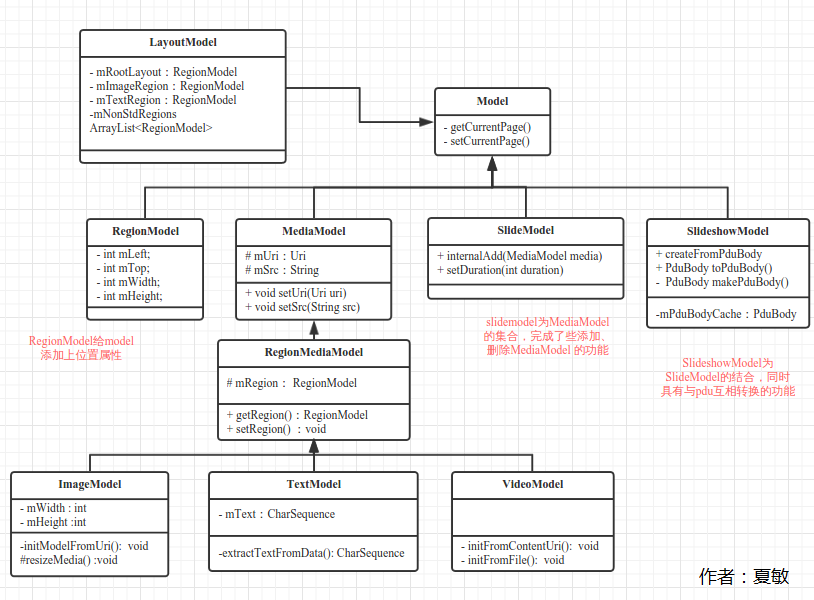 LayoutModel
- mRootLayout：RegionModel
- mImageRegion：RegionModel
- mTextRegion：RegionModel
-mNonStdRegions
ArrayList<RegionModel>
Model
- getCurrentPage()
- setCurrentPage()
RegionModel
- int mLeft;
- int mTop;
- int mWidth;
- int mHeight;
MediaModel
# mUri：Uri
# mSrc：String
+ void setUri(Uri uri)
+ void setSrc(String src)
SlideModel
+ internalAdd(MediaModel media)
+ setDuration(int duration)
SlideshowModel
+ createFromPduBody
+ PduBody toPduBody()
- PduBody makePduBody()
-mPduBodyCache：PduBody
RegionModel给model
添加上位置属性
slidemodel为MediaModel
的集合，完成了些添加、
删除MediaModel 的功能
SlideshowModel为
SlideModel的结合，同时
具有与pdu互相转换的功能
RegionMediaModel
# mRegion： RegionModel
+ getRegion()：RegionModel
+ setRegion() ：void
ImageModel
- mWidth : int
- mHeight :int
-initModelFromUri(): void
#resizeMedia() :void
TextModel
- mText：CharSequence
-extractTextFromData(): CharSequence
VideoModel
- initFromContentUri(): void
- initFromFile(): void
作者：夏敏